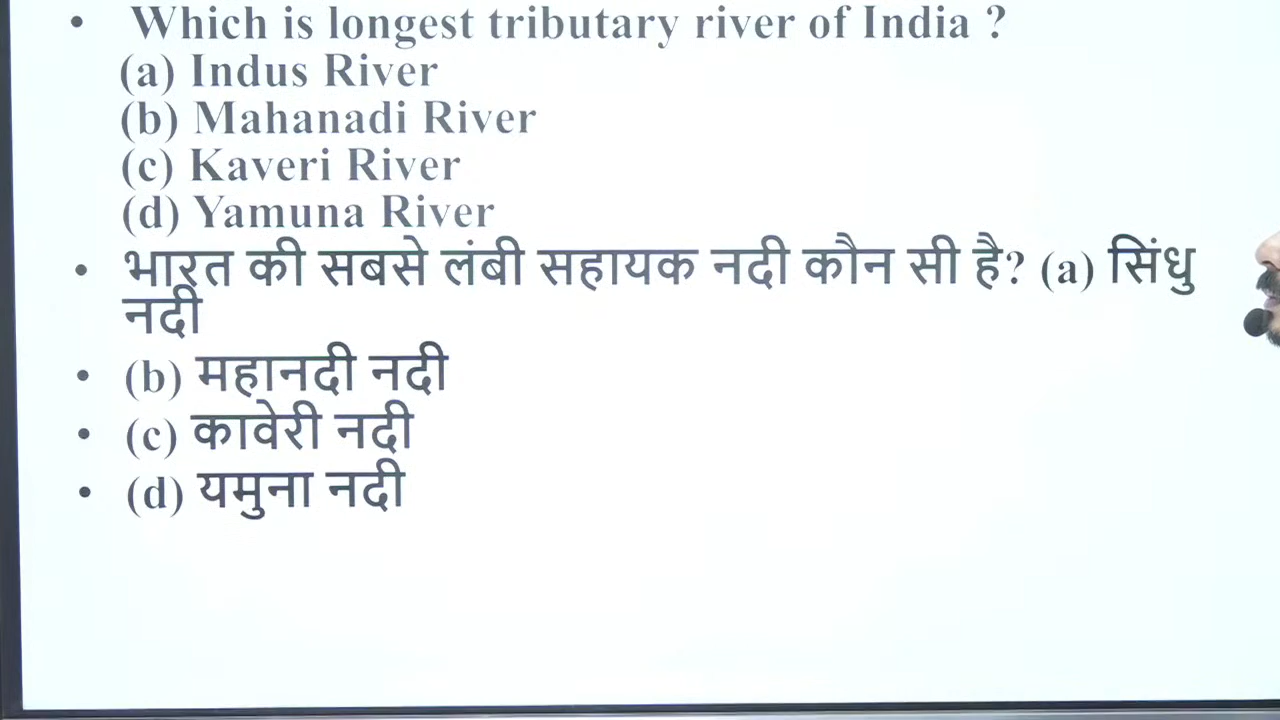 • Which is longest tributary river of India ?
(a) Indus River
(b) Mahanadi River
(c) Kaveri River
(d) Yamuna River
• भारत की सबसे लंबी सहायक नदी कौन सी है? (a) सिंधु
नदी
• (b) महानदी नदी
• (c) कावेरी नदी
• (d) यमुना नदी